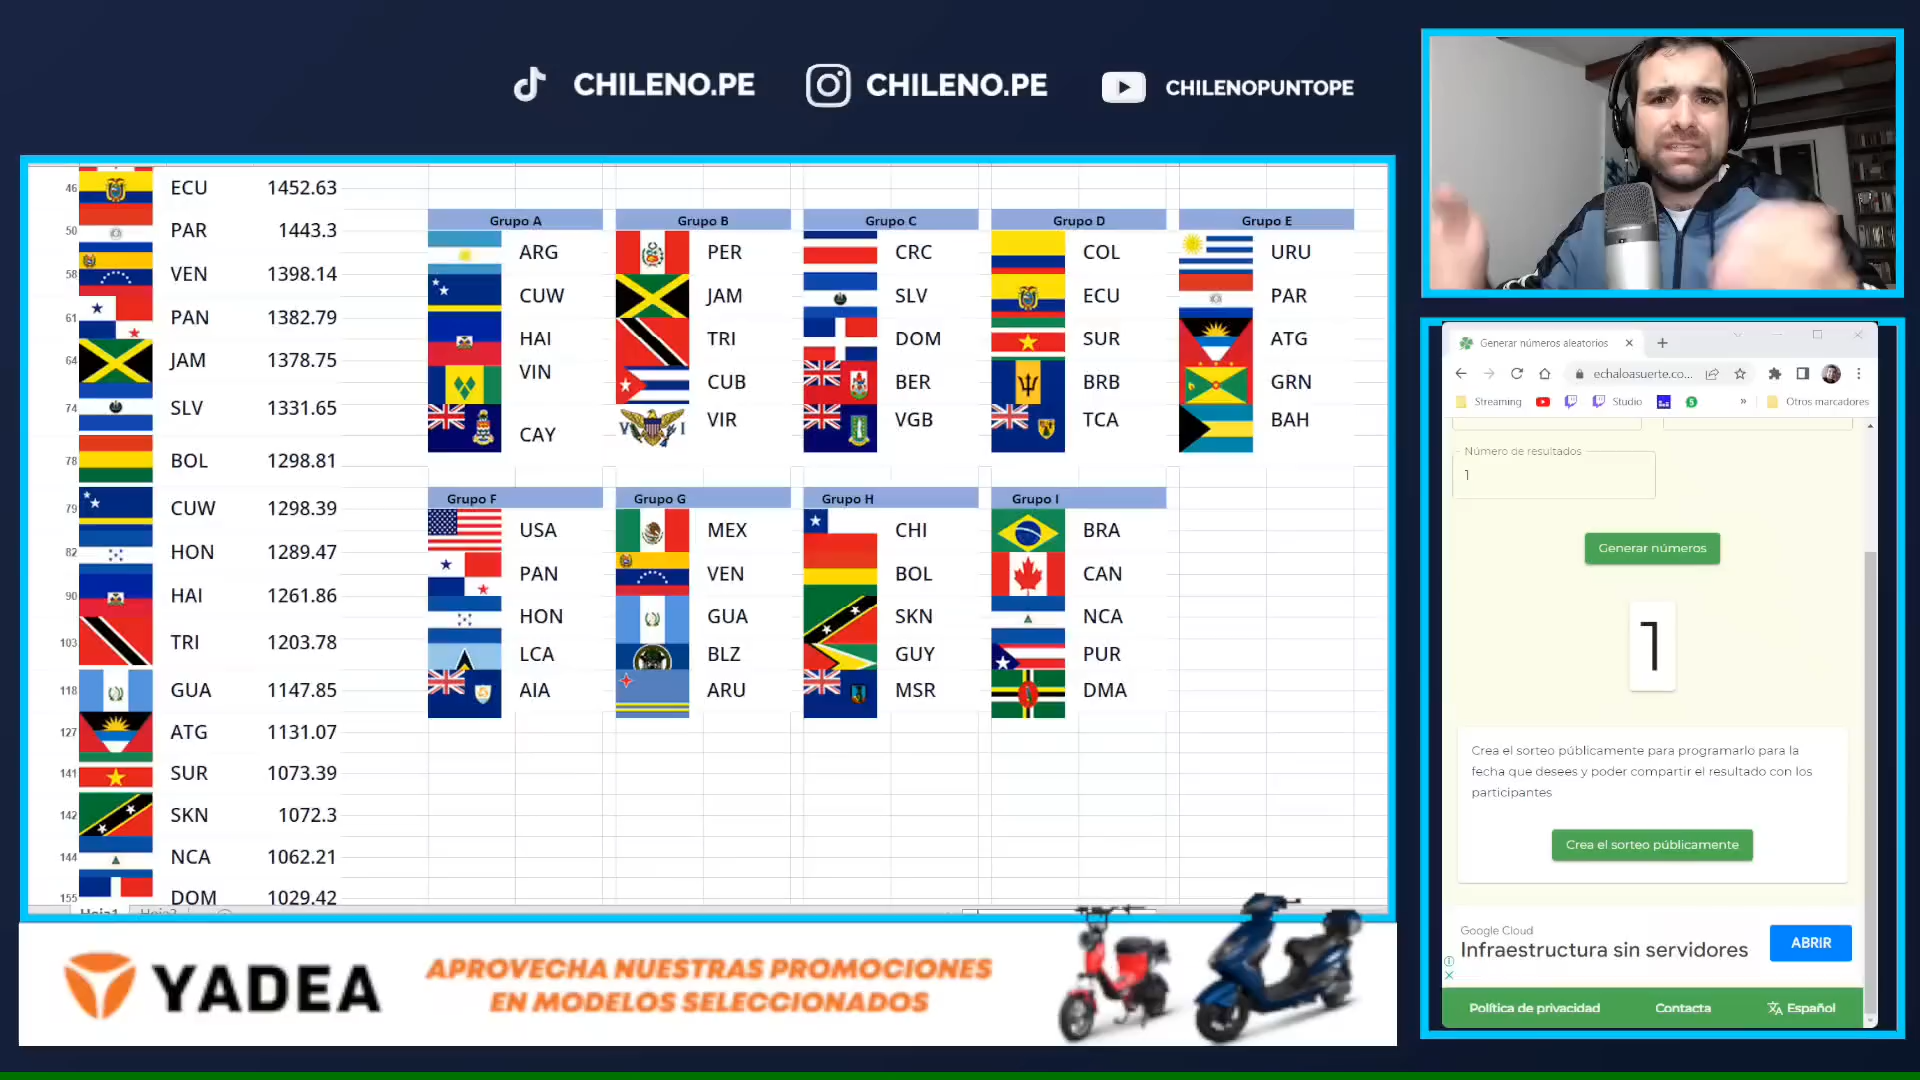 CHILENO.PE
CHILENO.PE
CHILENOPUNTOPE
46 ECU 1452.63
50 PAR 1443.3
58 VEN 1398.14
61 PAN 1382.79
64 JAM 1378.75
74 SLV 1331.65
78 BOL 1298.81
79 CUW 1298.39
82 HON 1289.47
90 HAI 1261.86
103 TRI 1203.78
118 GUA 1147.85
127 ATG 1131.07
141 SUR 1073.39
142 SKN 1072.3
144 NCA 1062.21
155 DOM 1029.42
Hoja1 Hoja2
Grupo A Grupo B Grupo C Grupo D Grupo E
ARG PER CRC COL URU
CUW JAM SLV ECU PAR
HAI TRI DOM SUR ATG
VIN CUB BER BRB GRN
CAY VIR VGB TCA BAH
Grupo F Grupo G Grupo H Grupo I
USA MEX CHI BRA
PAN VEN BOL CAN
HON GUA SKN NCA
LCA BLZ GUY PUR
AIA ARU MSR DMA
V I
Generar números aleatorios
echaloasuerte.co...
Streaming Studio » Otros marcadores
Número de resultados
1
Generar números
1
Crea el sorteo públicamente para programarlo para la
fecha que desees y poder compartir el resultado con los
participantes
Crea el sorteo públicamente
Google Cloud
Infraestructura sin servidores
ABRIR
Política de privacidad Contacta Español
YADEA
APROVECHA NUESTRAS PROMOCIONES
EN MODELOS SELECCIONADOS